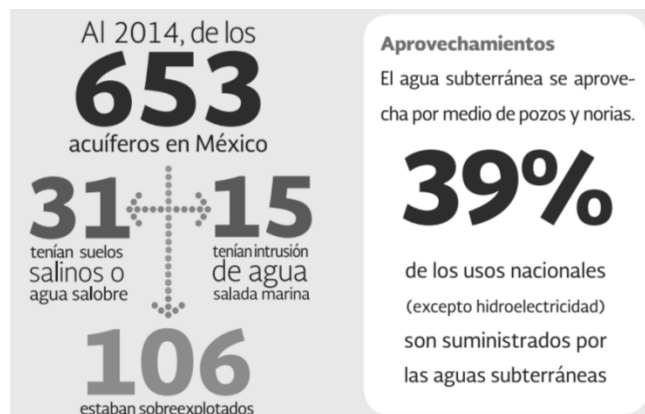 Al 2014, de los
653
acuíferos en México
31
tenían suelos
salinos o
agua salobre
15
tenían intrusión
de agua
salada marina
106
estaban sobreexplotados
Aprovechamientos
El agua subterránea se aprove-
cha por medio de pozos y norias.
39%
de los usos nacionales
(excepto hidroelectricidad)
son suministrados por
las aguas subterráneas